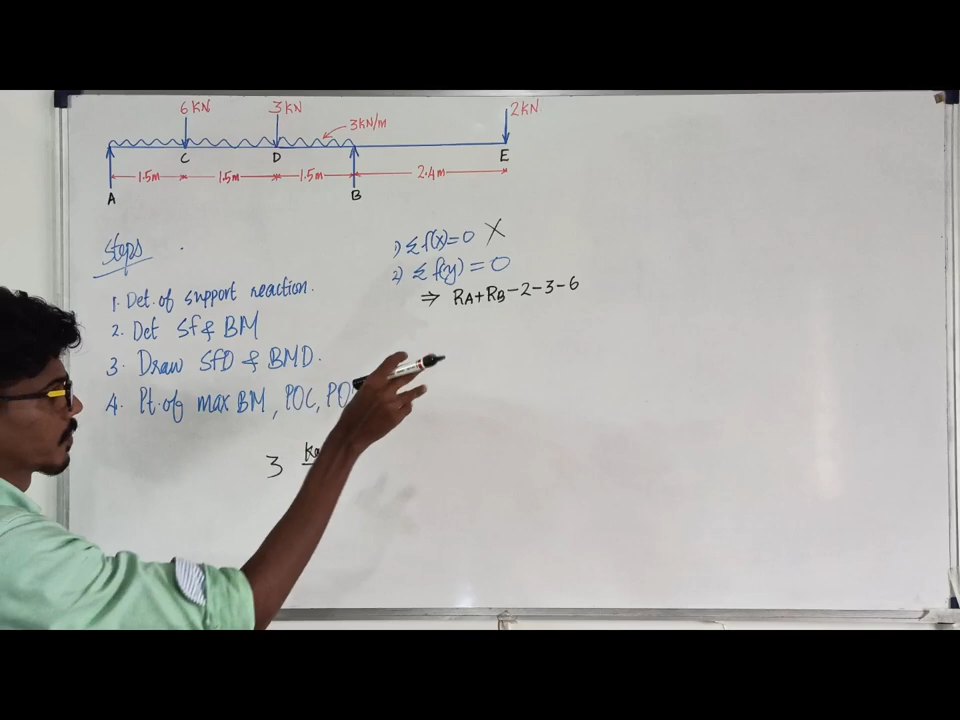 6KN 3KN 2KN
3KN/m
C D E
1.5m 1.5m 1.5m 2.4m
A B
Steps
1. Det. of support reaction.
2. Det Sf & BM
3. Draw SfD & BMD.
4. Pt. of max BM, POC,
3
1) Σf(x)=0 X
2) Σf(y)=0
⇒ RA+RB-2-3-6